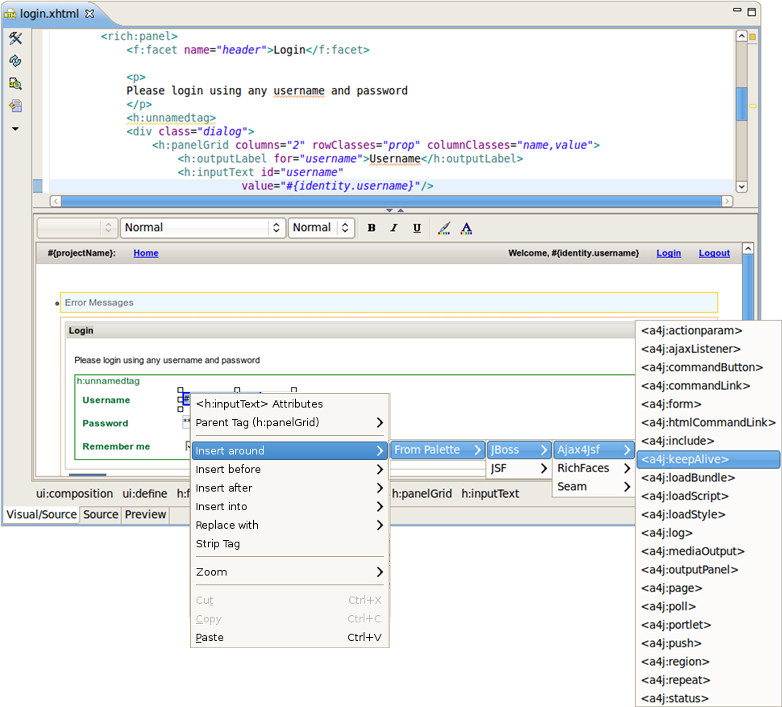 login.xhtml
<rich:panel>
<f:facet name="header">Login</f:facet>
<p>
Please login using any username and password
</p>
<h:unnamedtag>
<div class="dialog">
<h:panelGrid columns="2" rowClasses="prop" columnClasses="name,value">
<h:outputLabel for="username">Username</h:outputLabel>
<h:inputText id="username"
value="#{identity.username}"/>
Normal Normal B I U A
#{projectName}: Home Welcome, #{identity.username} Login Logout
Error Messages
Login
Please login using any username and password
h:unnamedtag
Username
Password
Remember me
ui:composition ui:define h:f h:panelGrid h:inputText
Visual/Source Source Preview
<h:inputText> Attributes
Parent Tag (h:panelGrid)
Insert around
Insert before
Insert after
Insert into
Replace with
Strip Tag
Zoom
Cut Ctrl+X
Copy Ctrl+C
Paste Ctrl+V
From Palette
JBoss
JSF
Ajax4Jsf
RichFaces
Seam
<a4j:actionparam>
<a4j:ajaxListener>
<a4j:commandButton>
<a4j:commandLink>
<a4j:form>
<a4j:htmlCommandLink>
<a4j:include>
<a4j:keepAlive>
<a4j:loadBundle>
<a4j:loadScript>
<a4j:loadStyle>
<a4j:log>
<a4j:mediaOutput>
<a4j:outputPanel>
<a4j:page>
<a4j:poll>
<a4j:portlet>
<a4j:push>
<a4j:region>
<a4j:repeat>
<a4j:status>